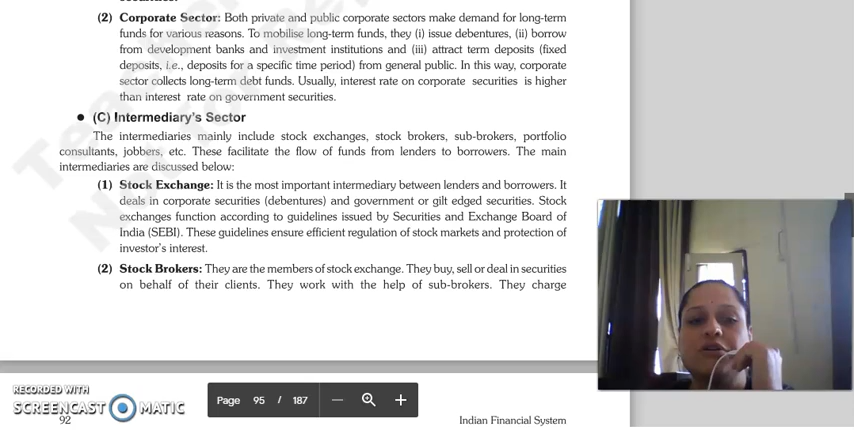 (2) Corporate Sector: Both private and public corporate sectors make demand for long-term
funds for various reasons. To mobilise long-term funds, they (i) issue debentures, (ii) borrow
from development banks and investment institutions and (iii) attract term deposits (fixed
deposits, i.e., deposits for a specific time period) from general public. In this way, corporate
sector collects long-term debt funds. Usually, interest rate on corporate securities is higher
than interest rate on government securities.
• (C) Intermediary's Sector
The intermediaries mainly include stock exchanges, stock brokers, sub-brokers, portfolio
consultants, jobbers, etc. These facilitate the flow of funds from lenders to borrowers. The main
intermediaries are discussed below:
(1) Stock Exchange: It is the most important intermediary between lenders and borrowers. It
deals in corporate securities (debentures) and government or gilt edged securities. Stock
exchanges function according to guidelines issued by Securities and Exchange Board of
India (SEBI). These guidelines ensure efficient regulation of stock markets and protection of
investor's interest.
(2) Stock Brokers: They are the members of stock exchange. They buy, sell or deal in securities
on behalf of their clients. They work with the help of sub-brokers. They charge
RECORDED WITH
SCREENCAST MATIC
Page 95 / 187
92 Indian Financial System